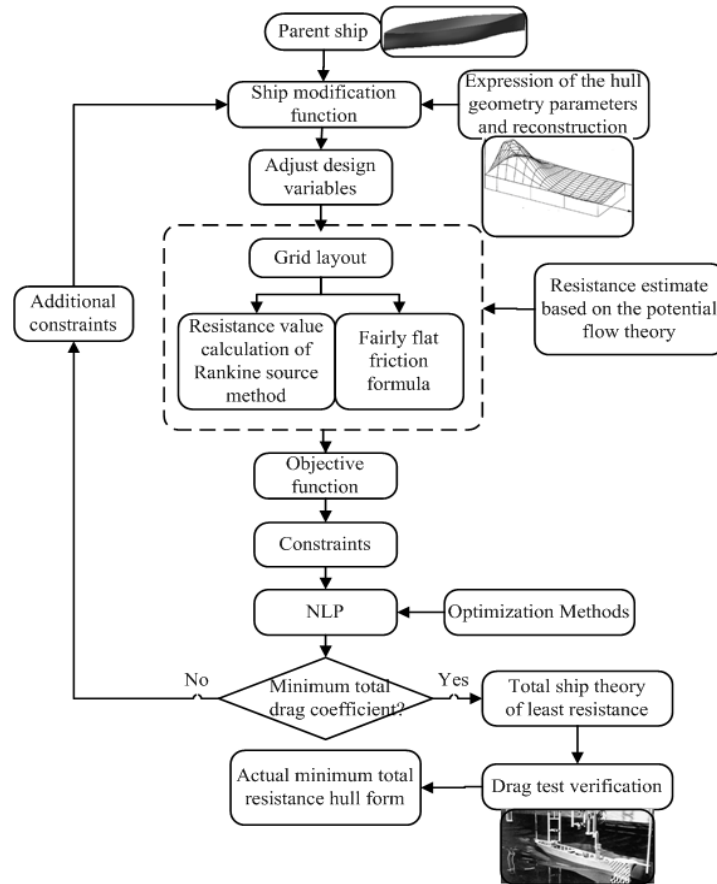 Parent ship
Ship modification
function
Expression of the hull
geometry parameters
and reconstruction
Adjust design
variables
Grid layout
Additional
constraints
Resistance value
calculation of
Rankine source
method
Fairly flat
friction
formula
Resistance estimate
based on the potential
flow theory
Objective
function
Constraints
NLP
Optimization Methods
No
Minimum total
drag coefficient?
Yes
Total ship theory
of least resistance
Actual minimum total
resistance hull form
Drag test verification